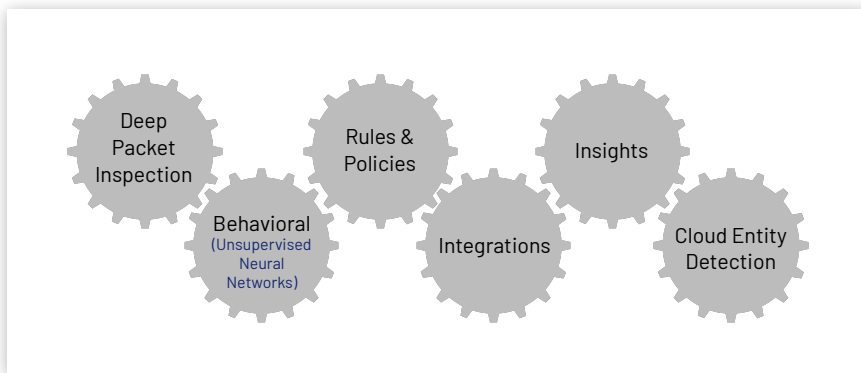 Deep
Packet
Inspection
Behavioral
(Unsupervised
Neural
Networks)
Rules &
Policies
Integrations
Insights
Cloud Entity
Detection